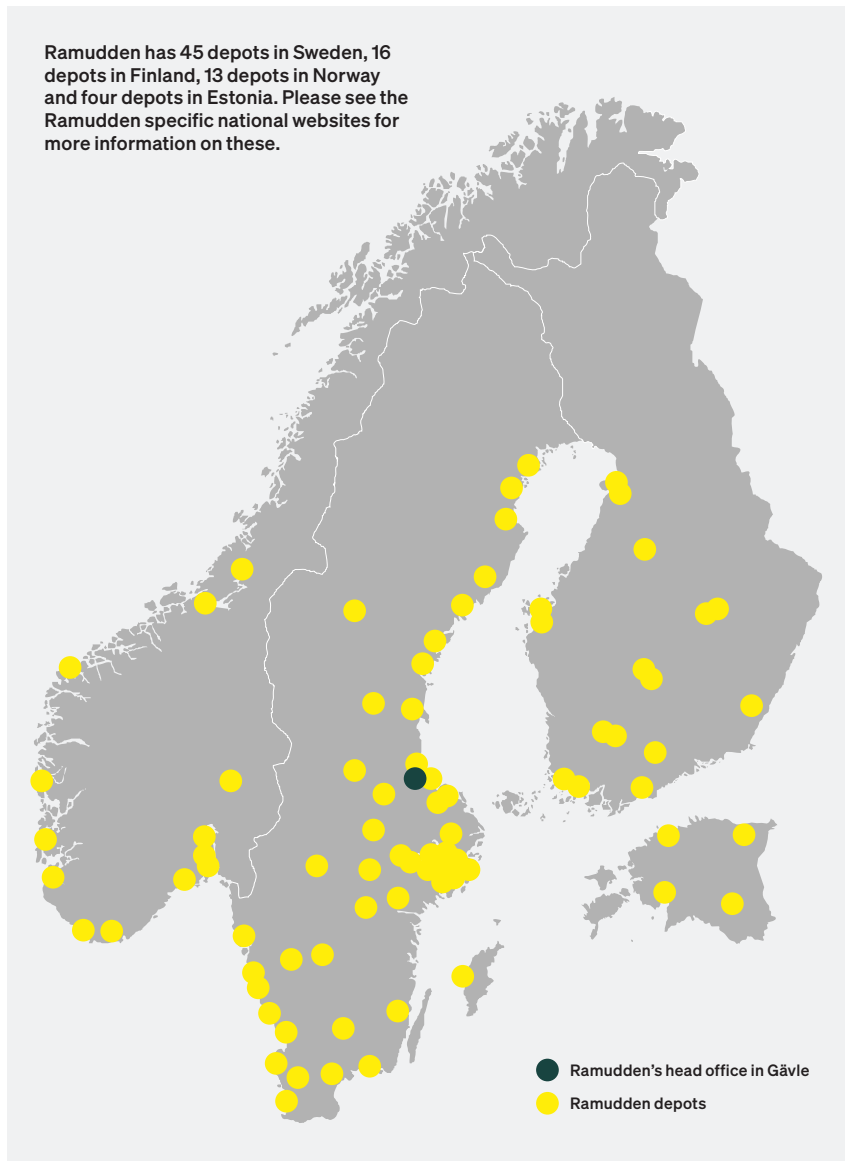 Ramudden has 45 depots in Sweden, 16
depots in Finland, 13 depots in Norway
and four depots in Estonia. Please see the
Ramudden specific national websites for
more information on these.
Ramudden’s head office in Gävle
Ramudden depots